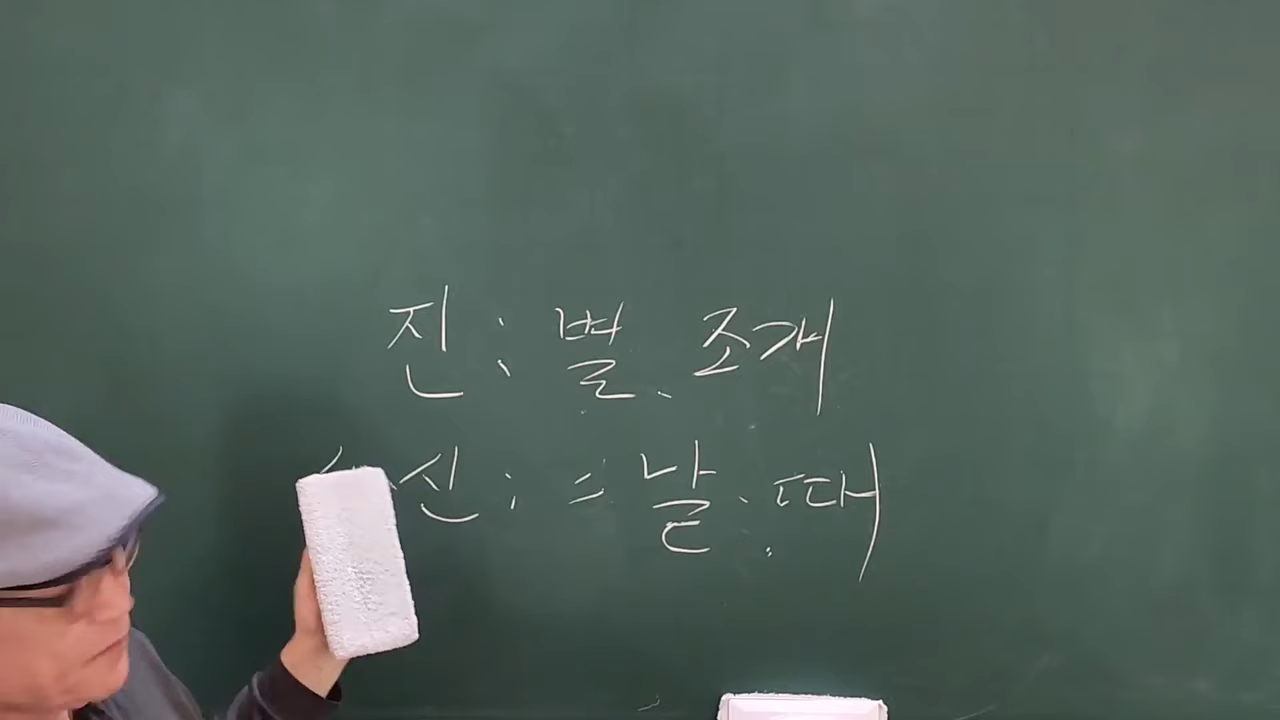 진 : 별、조개
신 : 〃 날、때